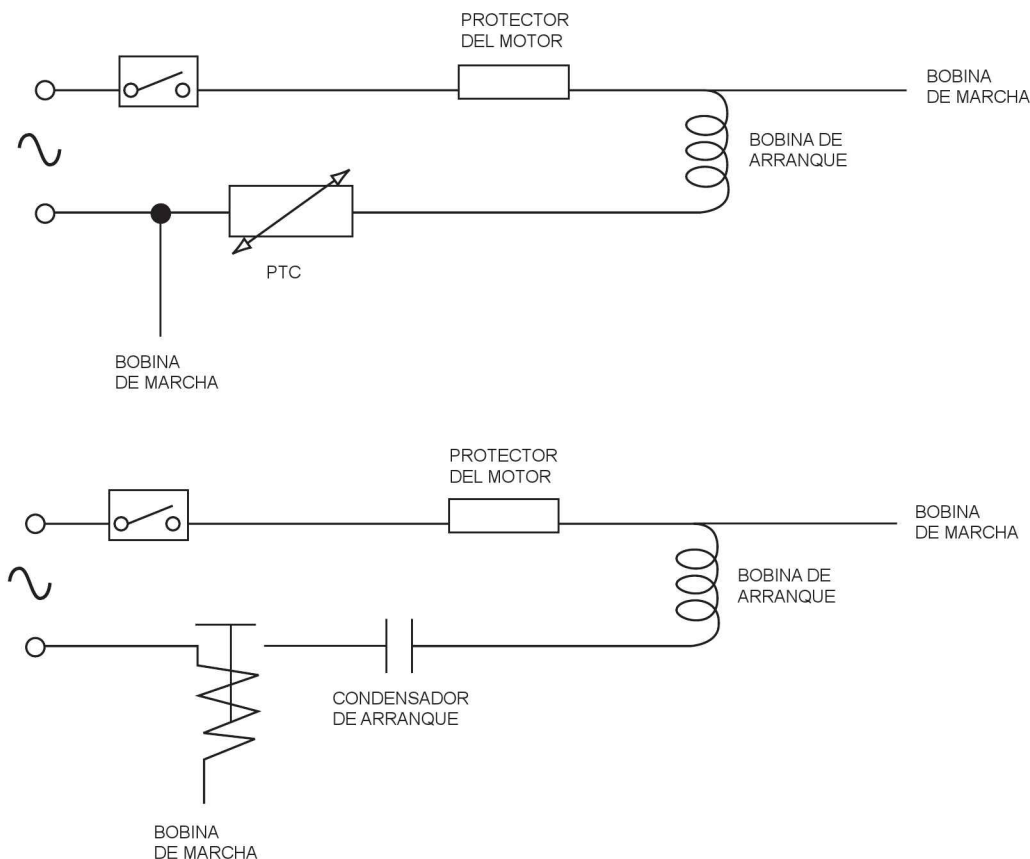 PROTECTOR
DEL MOTOR
BOBINA
DE MARCHA
BOBINA DE
ARRANQUE
PTC
BOBINA
DE MARCHA
PROTECTOR
DEL MOTOR
BOBINA
DE MARCHA
BOBINA DE
ARRANQUE
CONDENSADOR
DE ARRANQUE
BOBINA
DE MARCHA